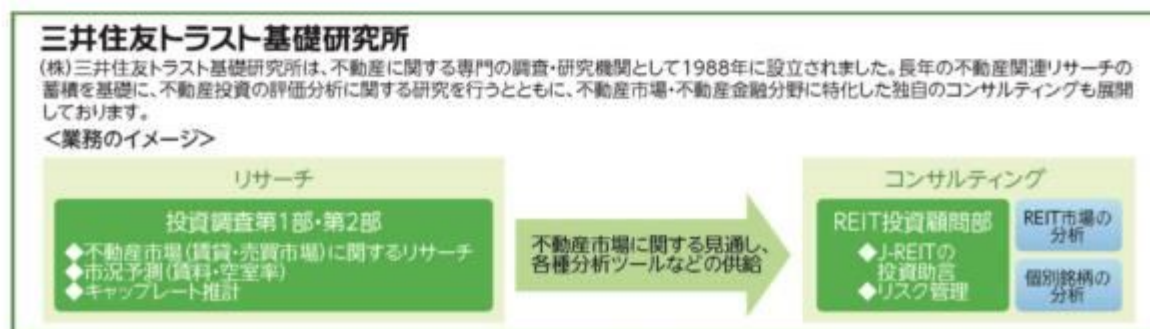 三井住友トラスト基礎研究所
(株)三井住友トラスト基礎研究所は、不動産に関する専門の調査・研究機関として1988年に設立されました。長年の不動産関連リサーチの
蓄積を基礎に、不動産投資の評価分析に関する研究を行うとともに、不動産市場・不動産金融分野に特化した独自のコンサルティングも展開
しております。
<業務のイメージ>
リサーチ
投資調査第1部・第2部
◆不動産市場(賃貸・売買市場)に関するリサーチ
◆市況予測(賃料・空室率)
◆キャップレート推計
不動産市場に関する見通し、
各種分析ツールなどの供給
コンサルティング
REIT投資顧問部
◆J-REITの
投資助言
◆リスク管理
REIT市場の
分析
個別銘柄の
分析